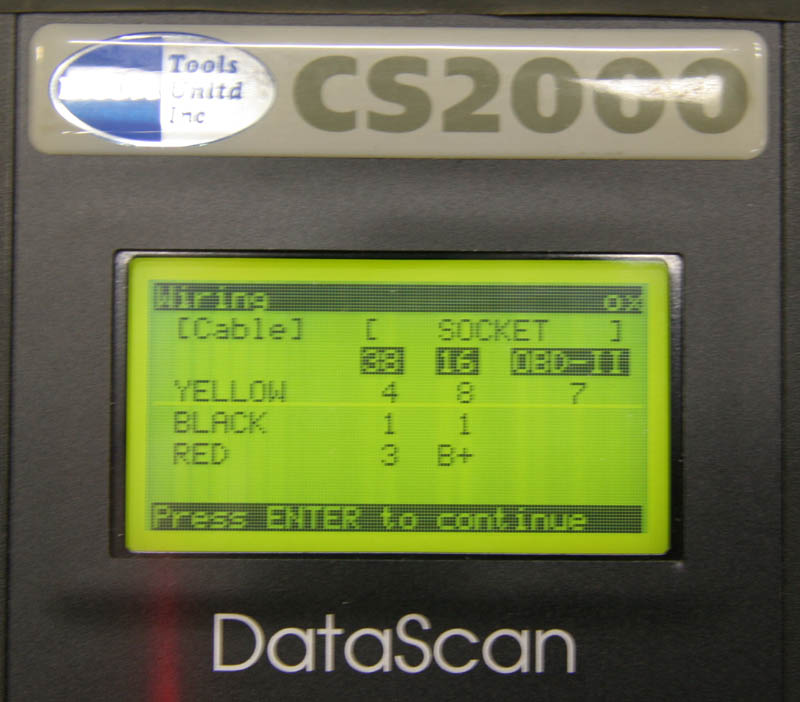 Tools
Unitd
Inc
CS2000
Wiring
[Cable] [ SOCKET ]
38 16 OBD-II
YELLOW 4 8 7
BLACK 1 1
RED 3 B+
Press ENTER to continue
DataScan